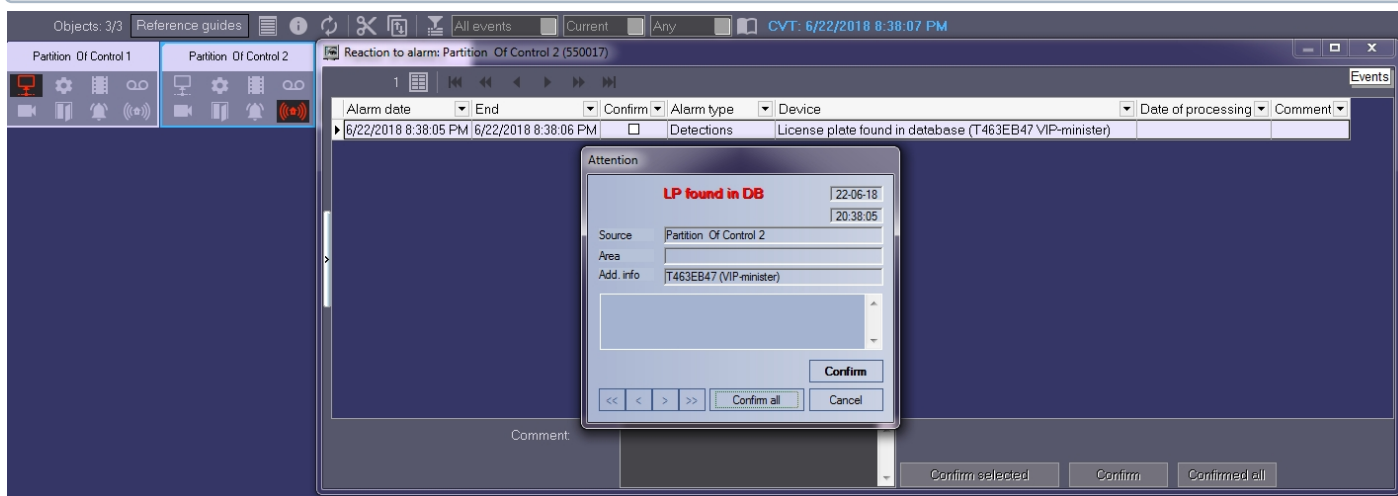 Objects: 3/3 Reference guides All events Current Any CVT: 6/22/2018 8:38:07 PM
Partition Of Control 1 Partition Of Control 2 Reaction to alarm: Partition Of Control 2 (550017)
1 Events
Alarm date End Confirm Alarm type Device Date of processing Comment
6/22/2018 8:38:05 PM 6/22/2018 8:38:06 PM Detections License plate found in database (T463EB47 VIP-minister)
Attention
LP found in DB 22-06-18
20:38:05
Source Partition Of Control 2
Area
Add. info T463EB47 (VIP-minister)
Confirm
<< < > >> Confirm all Cancel
Comment:
Confirm selected Confirm Confirmed all